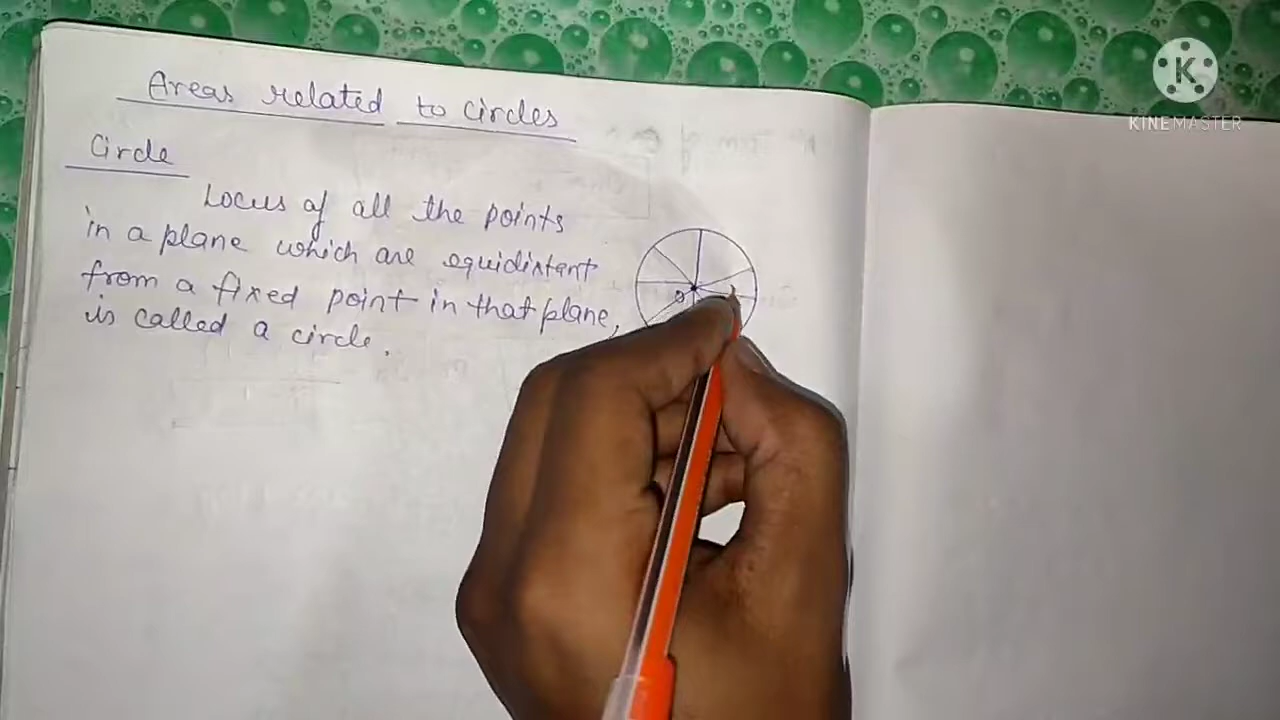 Areas related to circles
Circle
Locus of all the points
in a plane which are equidistant
from a fixed point in that plane,
is called a circle.
O
K
KINEMASTER